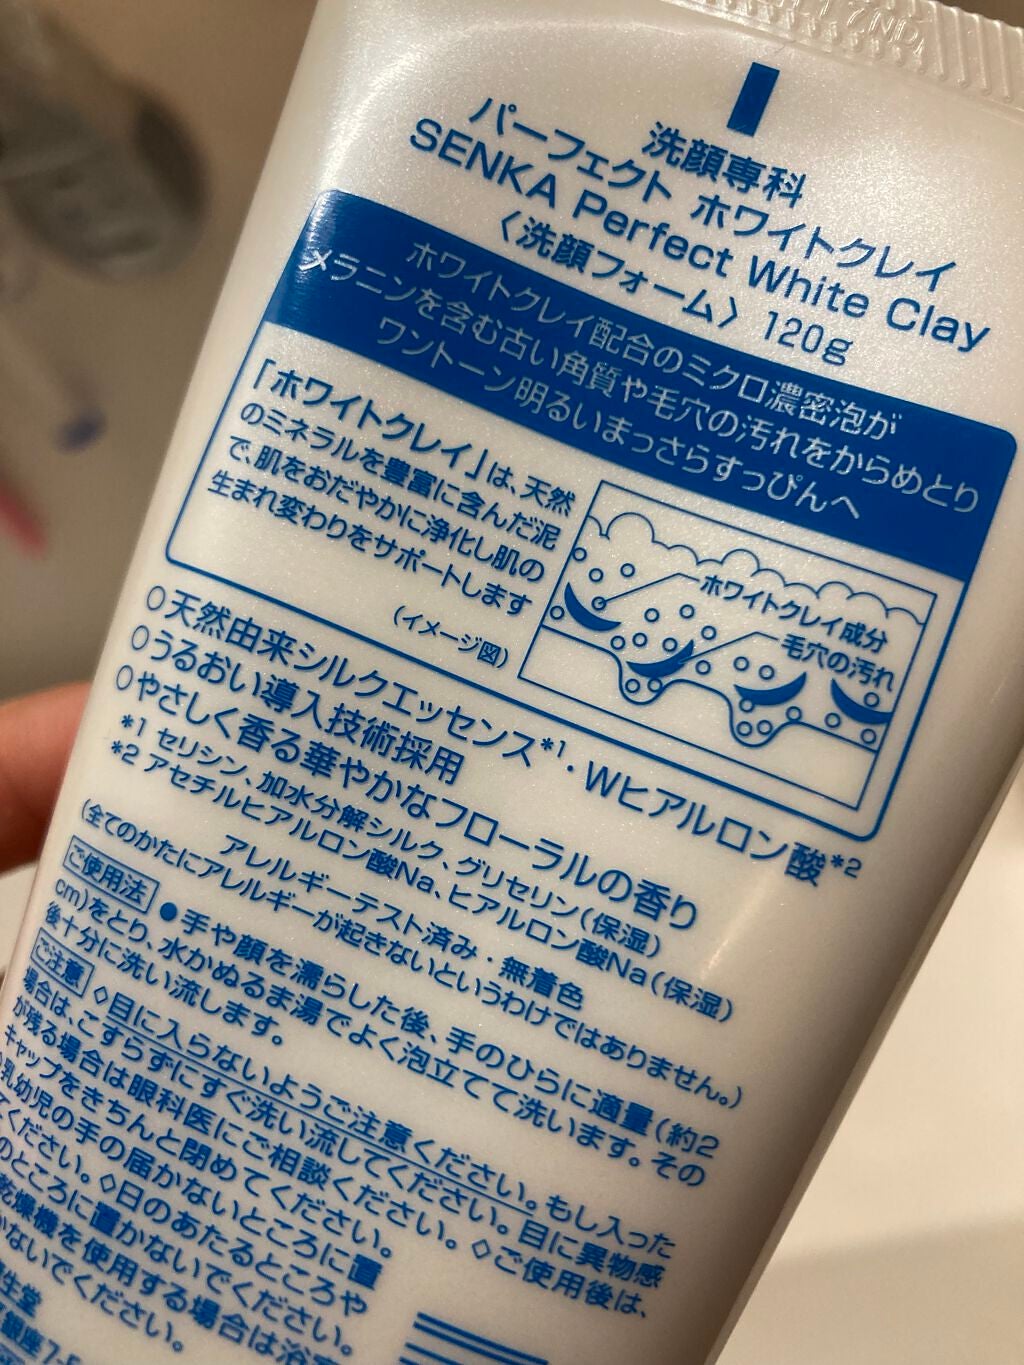 洗顔専科
パーフェクト ホワイトクレイ
SENKA Perfect White Clay
〈洗顔フォーム〉 120g
ホワイトクレイ配合のミクロ濃密泡が
メラニンを含む古い角質や毛穴の汚れをからめとり
ワントーン明るいまっさらすっぴんへ
「ホワイトクレイ」は、天然
のミネラルを豊富に含んだ泥
で、肌をおだやかに浄化し肌の
生まれ変わりをサポートします
(イメージ図)
ホワイトクレイ成分
毛穴の汚れ
○天然由来シルクエッセンス*1・Wヒアルロン酸*2
○うるおい導入技術採用
○やさしく香る華やかなフローラルの香り
*1 セリシン、加水分解シルク、グリセリン(保湿)
*2 アセチルヒアルロン酸Na、ヒアルロン酸Na(保湿)
アレルギーテスト済み・無着色
(全てのかたにアレルギーが起きないというわけではありません。)
ご使用法 ●手や顔を濡らした後、手のひらに適量(約2
cm)をとり、水かぬるま湯でよく泡立てて洗います。その
後十分に洗い流します。
ご注意 ◇目に入らないようご注意ください。もし入った
場合は、こすらずにすぐ洗い流してください。目に異物感
が残る場合は眼科医にご相談ください。◇ご使用後は、
キャップをきちんと閉めてください。
乳幼児の手の届かないところに置
ください。◇日のあたるところや
のところに置かないでください。
乾燥機を使用する場合は浴室
ないでください。
生堂
銀座7-5